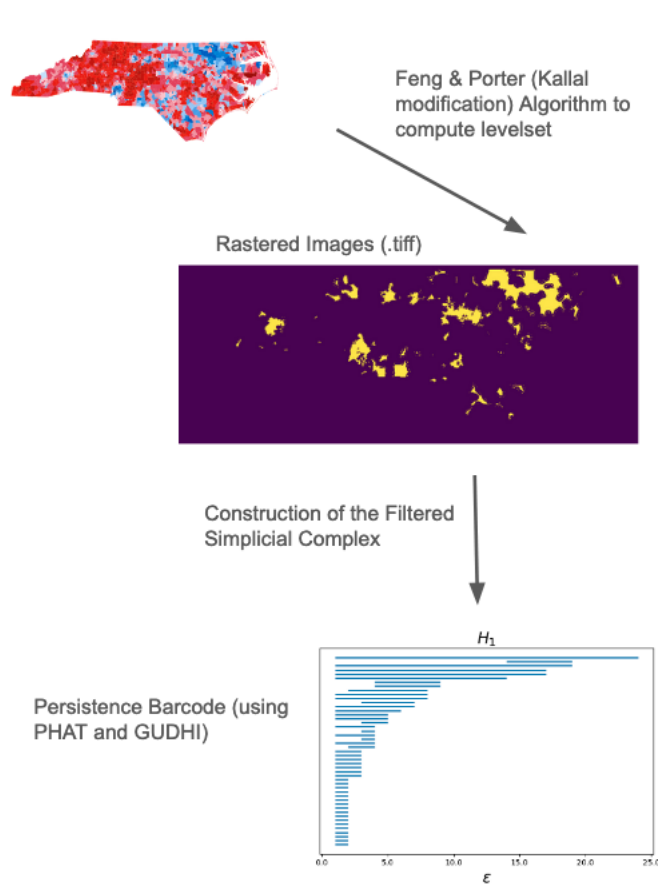 Feng & Porter (Kallal
modification) Algorithm to
compute levelset
Rastered Images (.tiff)
Construction of the Filtered
Simplicial Complex
H₁
Persistence Barcode (using
PHAT and GUDHI)
0.0 5.0 10.0 15.0 20.0 25.0
ε